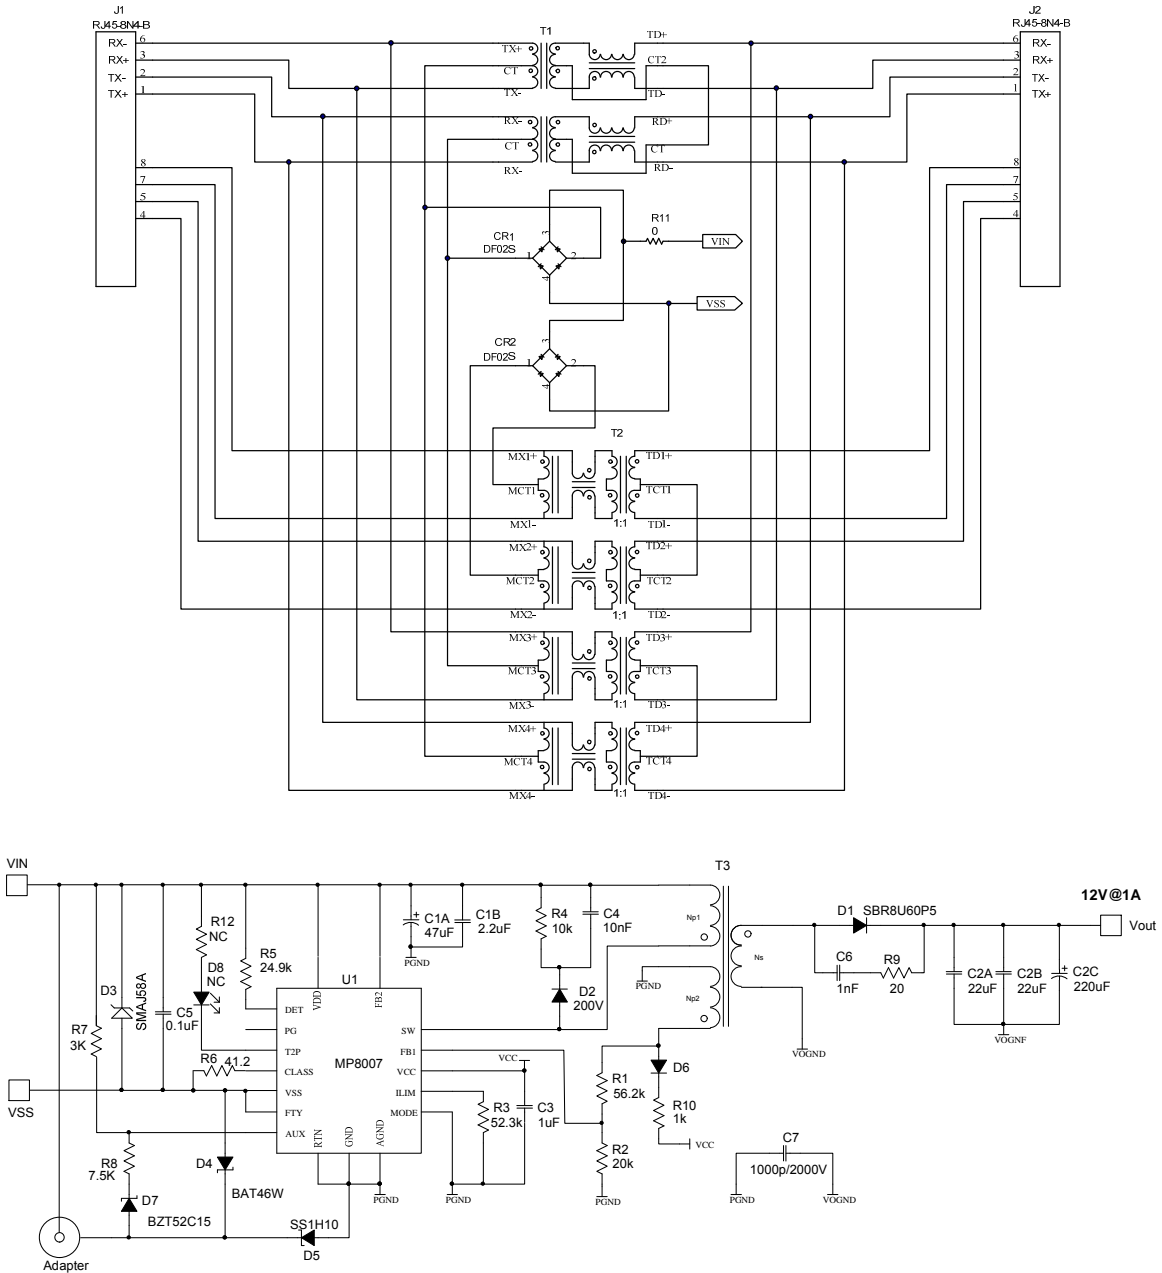 J1
RJ45-8N4-B
RX- 6
RX+ 3
TX- 2
TX+ 1
8
7
5
4
J2
RJ45-8N4-B
6 RX-
3 RX+
2 TX-
1 TX+
8
7
5
4
T1
TX+ TD+
CT CT2
TX- TD-
RX- RD+
CT CT
RX- RD-
CR1
DF02S
3
1 2
4
R11
0
VIN
VSS
CR2
DF02S
3
1 2
4
T2
MX1+ TD1+
MCT1 TCT1
MX1- 1:1 TD1-
MX2+ TD2+
MCT2 TCT2
MX2- 1:1 TD2-
MX3+ TD3+
MCT3 TCT3
MX3- 1:1 TD3-
MX4+ TD4+
MCT4 TCT4
MX4- 1:1 TD4-
VIN
VSS
R7
3K
D3
SMAJ58A
C5
0.1uF
R12
NC
D8
NC
R5
24.9k
R6 41.2
R8
7.5K
D7
BZT52C15
D4
BAT46W
SS1H10
D5
Adapter
U1
MP8007
VDD
FB2
DET
PG
T2P
CLASS
VSS
FTY
AUX
RTN
GND
AGND
SW
FB1
VCC
ILIM
MODE
C1A
47uF
C1B
2.2uF
PGND
R4
10k
C4
10nF
D2
200V
VCC
R3
52.3k
C3
1uF
PGND
PGND
T3
Np1
Np2
Ns
PGND
R1
56.2k
R2
20k
PGND
D6
R10
1k
VCC
D1 SBR8U60P5
C6
1nF
R9
20
VOGND
C2A
22uF
C2B
22uF
C2C
220uF
VOGNF
12V@1A
Vout
C7
1000p/2000V
PGND
VOGND